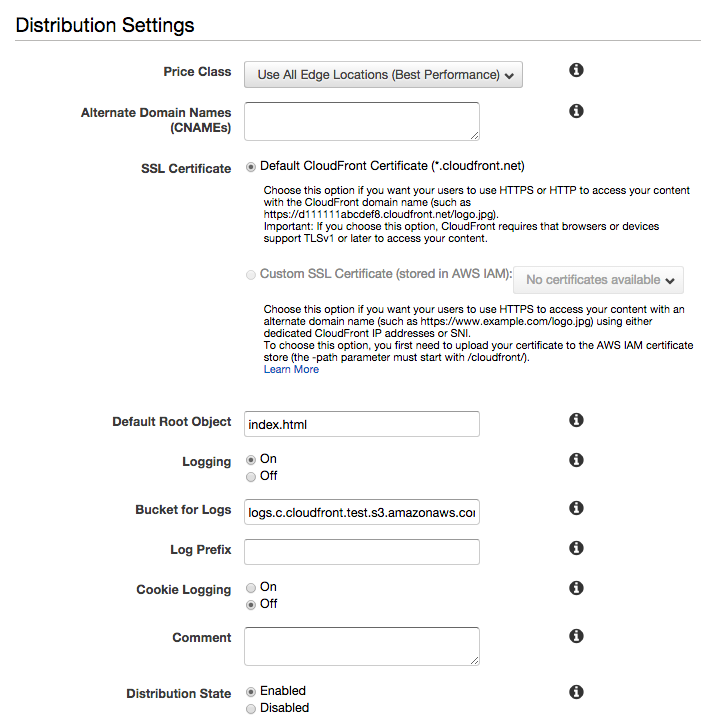 Distribution Settings
Price Class
Use All Edge Locations (Best Performance)
Alternate Domain Names
(CNAMEs)
SSL Certificate
Default CloudFront Certificate (*.cloudfront.net)
Choose this option if you want your users to use HTTPS or HTTP to access your content
with the CloudFront domain name (such as
https://d111111abcdef8.cloudfront.net/logo.jpg).
Important: If you choose this option, CloudFront requires that browsers or devices
support TLSv1 or later to access your content.
Custom SSL Certificate (stored in AWS IAM):
No certificates available
Choose this option if you want your users to use HTTPS to access your content with an
alternate domain name (such as https://www.example.com/logo.jpg) using either
dedicated CloudFront IP addresses or SNI.
To choose this option, you first need to upload your certificate to the AWS IAM certificate
store (the -path parameter must start with /cloudfront/).
Learn More
Default Root Object
index.html
Logging
On
Off
Bucket for Logs
logs.c.cloudfront.test.s3.amazonaws.co
Log Prefix
Cookie Logging
On
Off
Comment
Distribution State
Enabled
Disabled